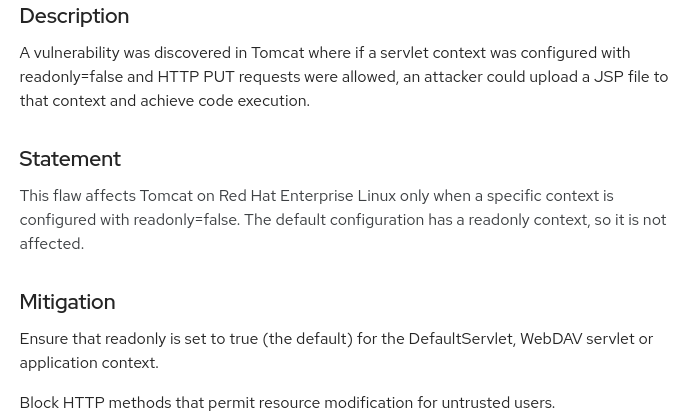 Description
A vulnerability was discovered in Tomcat where if a servlet context was configured with
readonly=false and HTTP PUT requests were allowed, an attacker could upload a JSP file to
that context and achieve code execution.
Statement
This flaw affects Tomcat on Red Hat Enterprise Linux only when a specific context is
configured with readonly=false. The default configuration has a readonly context, so it is not
affected.
Mitigation
Ensure that readonly is set to true (the default) for the DefaultServlet, WebDAV servlet or
application context.
Block HTTP methods that permit resource modification for untrusted users.